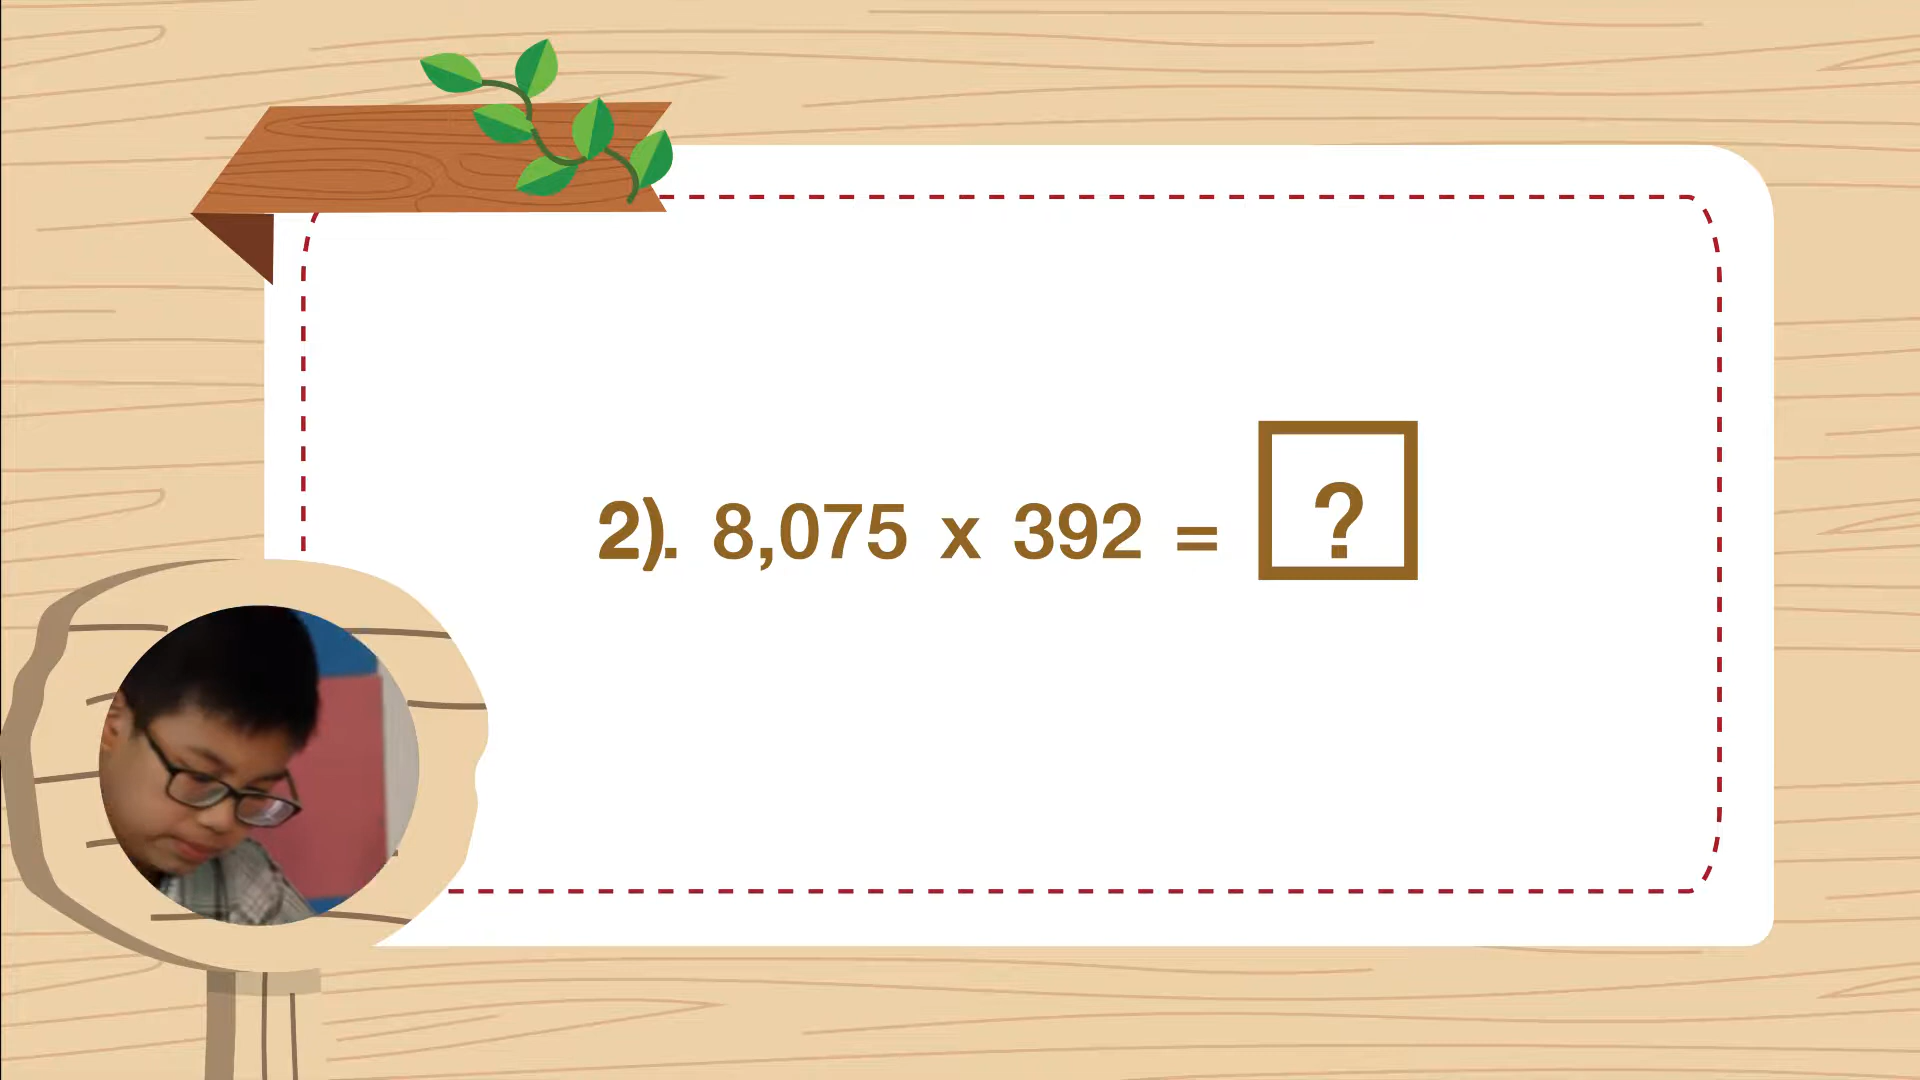 2). 8,075 x 392 = ?